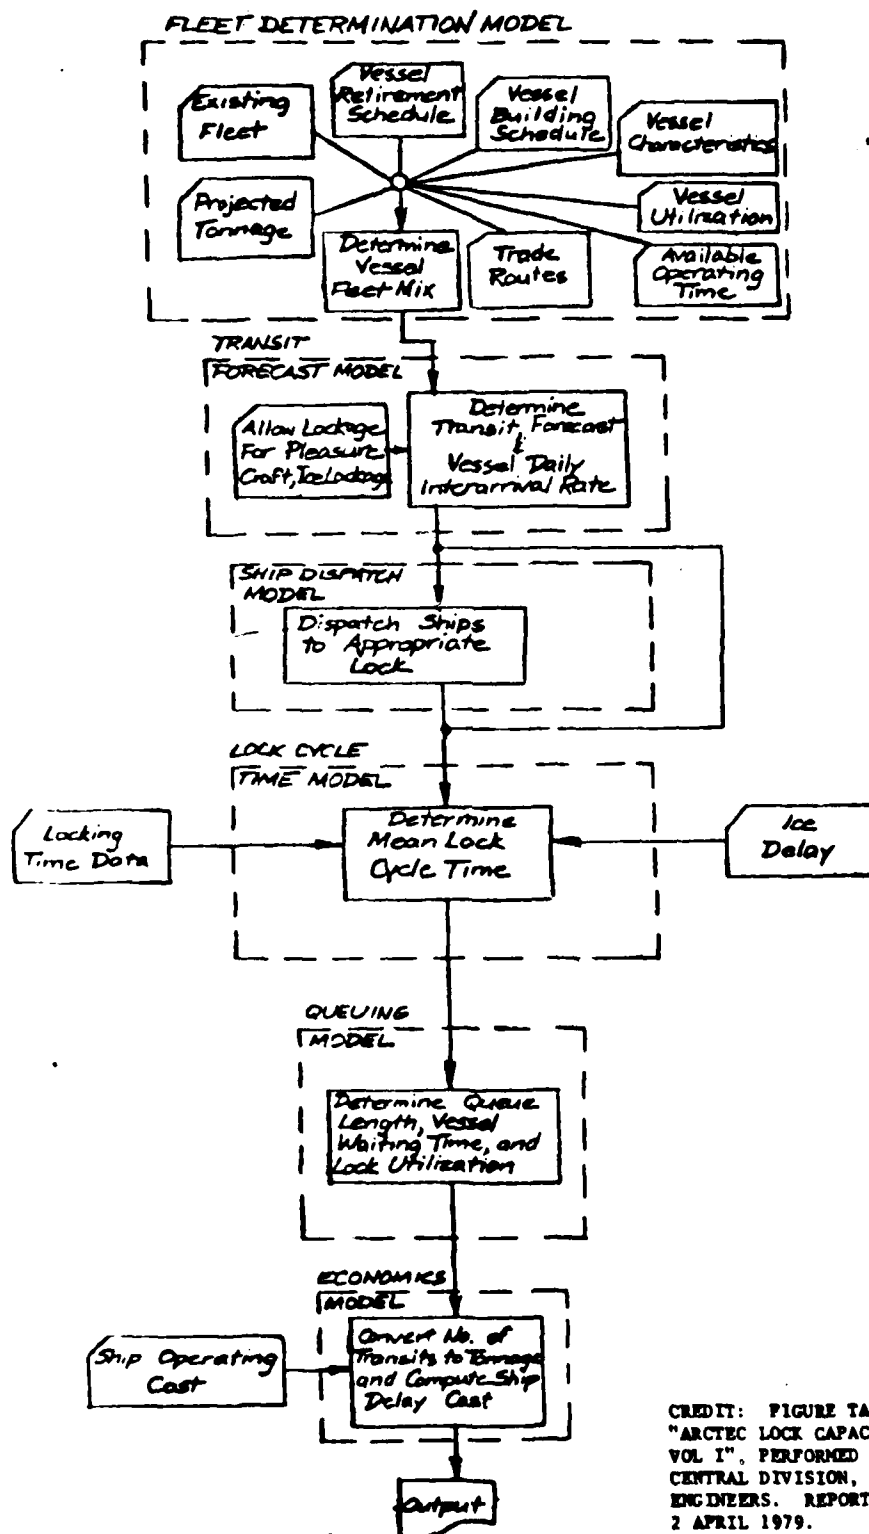 FLEET DETERMINATION MODEL
Existing
Fleet
Vessel
Retirement
Schedule
Vessel
Building
Schedule
Vessel
Characteristics
Projected
Tonnage
Vessel
Utilization
Determine
Vessel
Fleet Mix
Trade
Routes
Available
Operating
Time
TRANSIT
FORECAST MODEL
Allow Lockage
For Pleasure
Craft, Ice Lockage
Determine
Transit Forecast
&
Vessel Daily
Interarrival Rate
SHIP DISPATCH
MODEL
Dispatch Ships
to Appropriate
Lock
LOCK CYCLE
TIME MODEL
Locking
Time Data
Determine
Mean Lock
Cycle Time
Ice
Delay
QUEUING
MODEL
Determine Queue
Length, Vessel
Waiting Time, and
Lock Utilization
ECONOMICS
MODEL
Ship Operating
Cost
Convert No. of
Transits to Tonnage
and Compute Ship
Delay Cost
Output
CREDIT: FIGURE TA
"ARCTEC LOCK CAPAC
VOL I", PERFORMED
CENTRAL DIVISION,
ENGINEERS. REPORT
2 APRIL 1979.